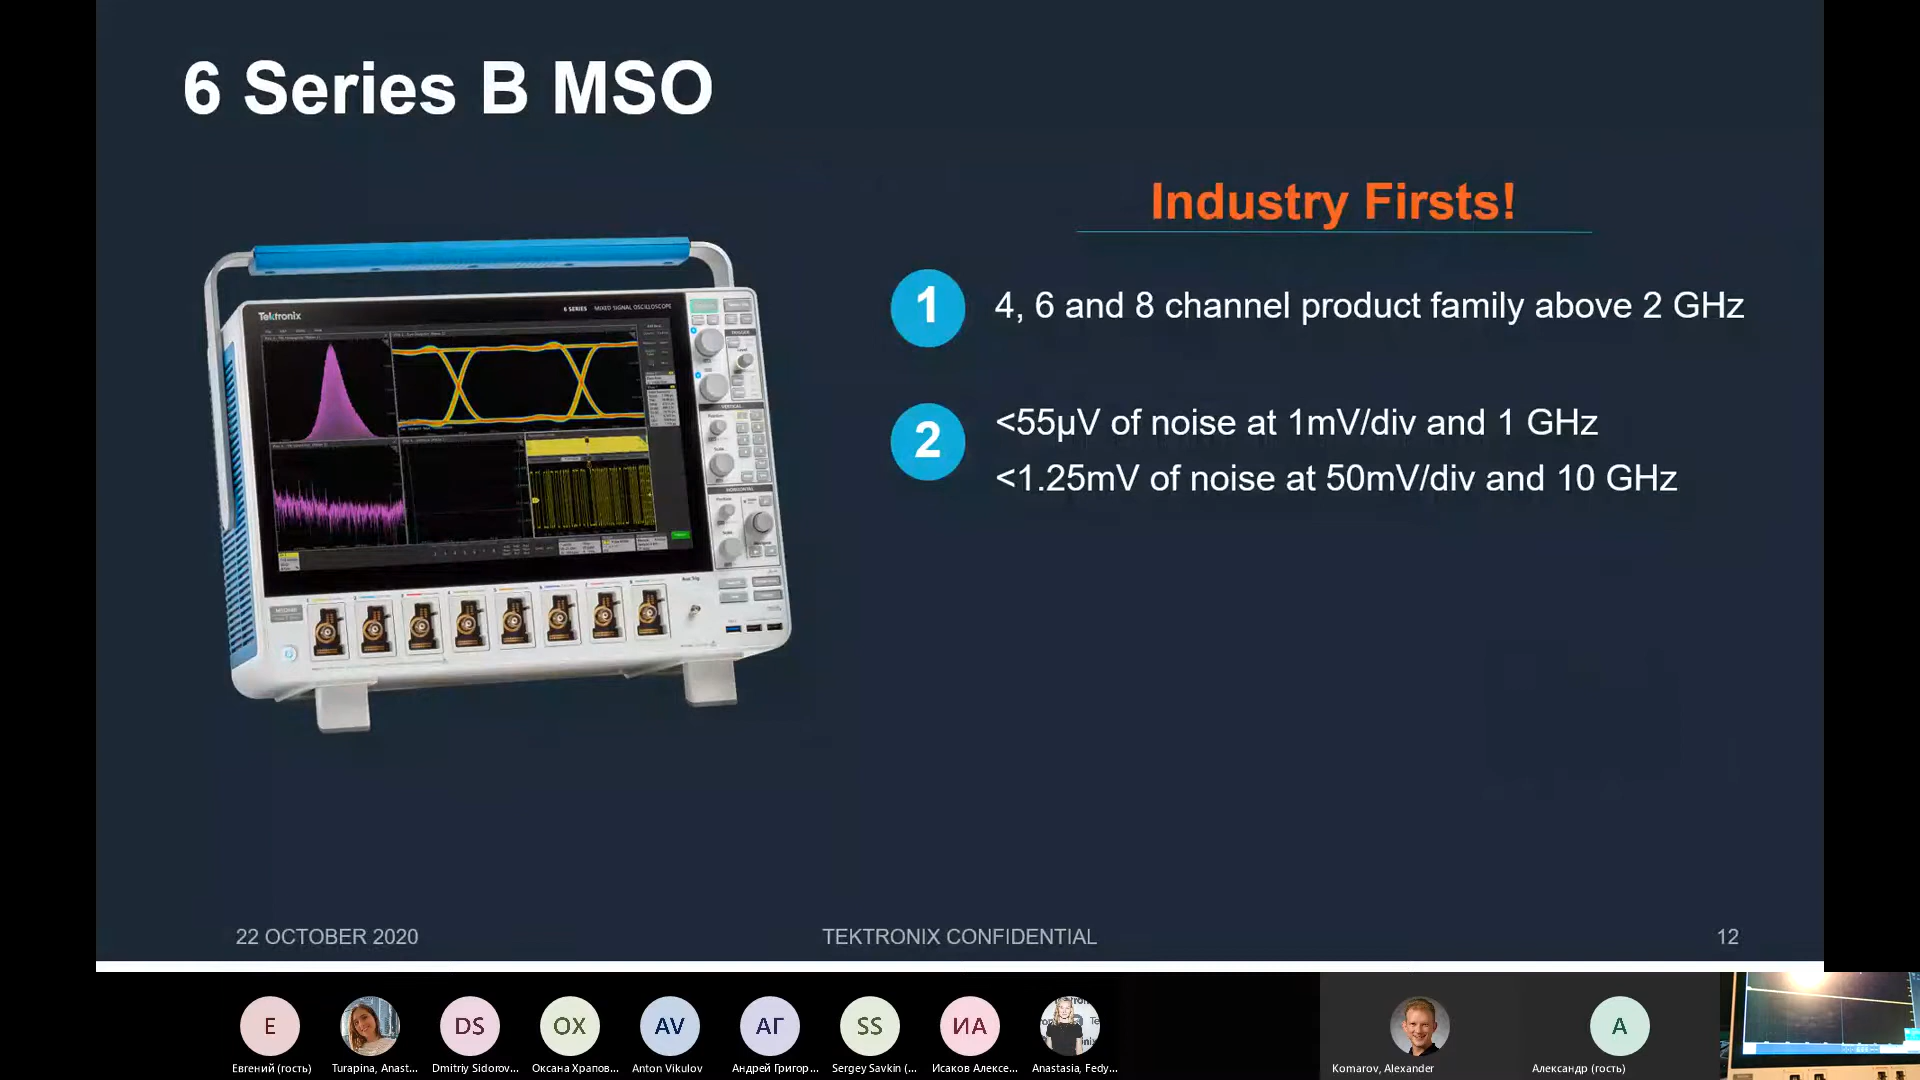 6 Series B MSO
Industry Firsts!
1
4, 6 and 8 channel product family above 2 GHz
2
<55µV of noise at 1mV/div and 1 GHz
<1.25mV of noise at 50mV/div and 10 GHz
Tektronix
6 SERIES MIXED SIGNAL OSCILLOSCOPE
22 OCTOBER 2020
TEKTRONIX CONFIDENTIAL
12
E
DS
OX
AV
АГ
SS
ИА
A
Евгений (гость)
Turapina, Anast...
Dmitriy Sidorov...
Оксана Храпов...
Anton Vikulov
Андрей Григор...
Sergey Savkin (...
Исаков Алексе...
Anastasia, Fedy...
Komarov, Alexander
Александр (гость)